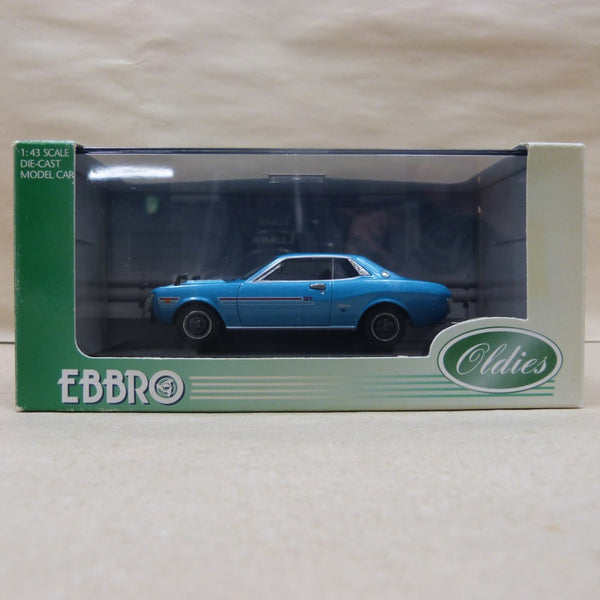 1:43 SCALE
DIE-CAST
MODEL CAR
EBBRO
Oldies